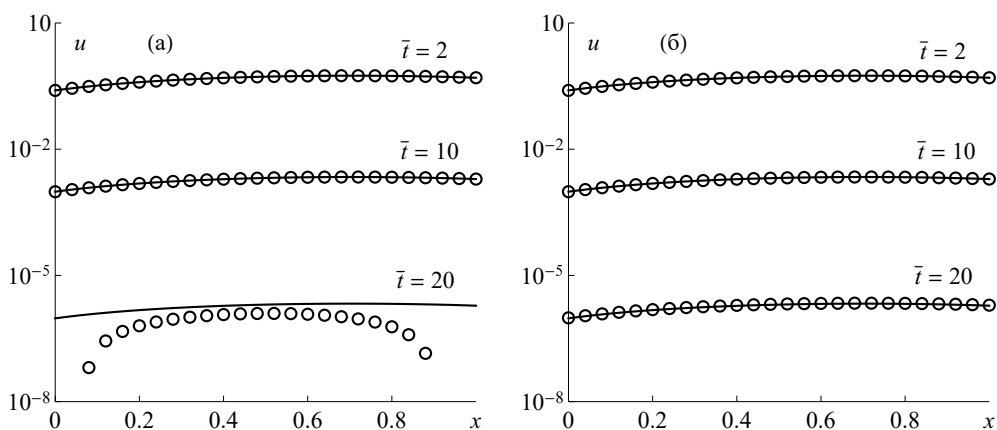 10
u (а)
t̄ = 2
10⁻²
t̄ = 10
10⁻⁵
t̄ = 20
10⁻⁸
0 0.2 0.4 0.6 0.8 x
10
u (б)
t̄ = 2
10⁻²
t̄ = 10
10⁻⁵
t̄ = 20
10⁻⁸
0 0.2 0.4 0.6 0.8 x